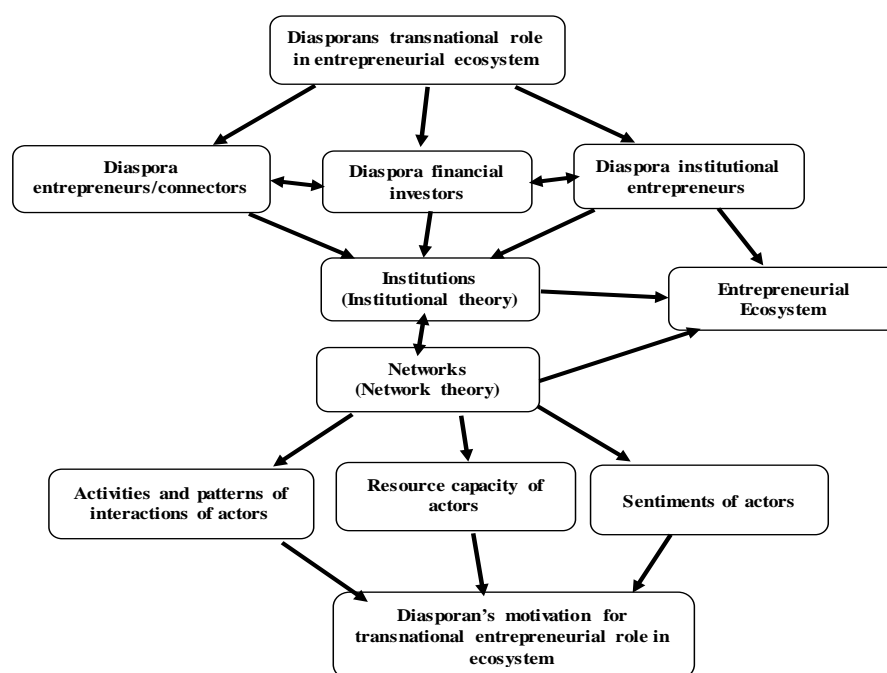 Diasporans transnational role
in entrepreneurial ecosystem
Diaspora
entrepreneurs/connectors
Diaspora financial
investors
Diaspora institutional
entrepreneurs
Institutions
(Institutional theory)
Entrepreneurial
Ecosystem
Networks
(Network theory)
Activities and patterns of
interactions of actors
Resource capacity of
actors
Sentiments of actors
Diasporan’s motivation for
transnational entrepreneurial role in
ecosystem